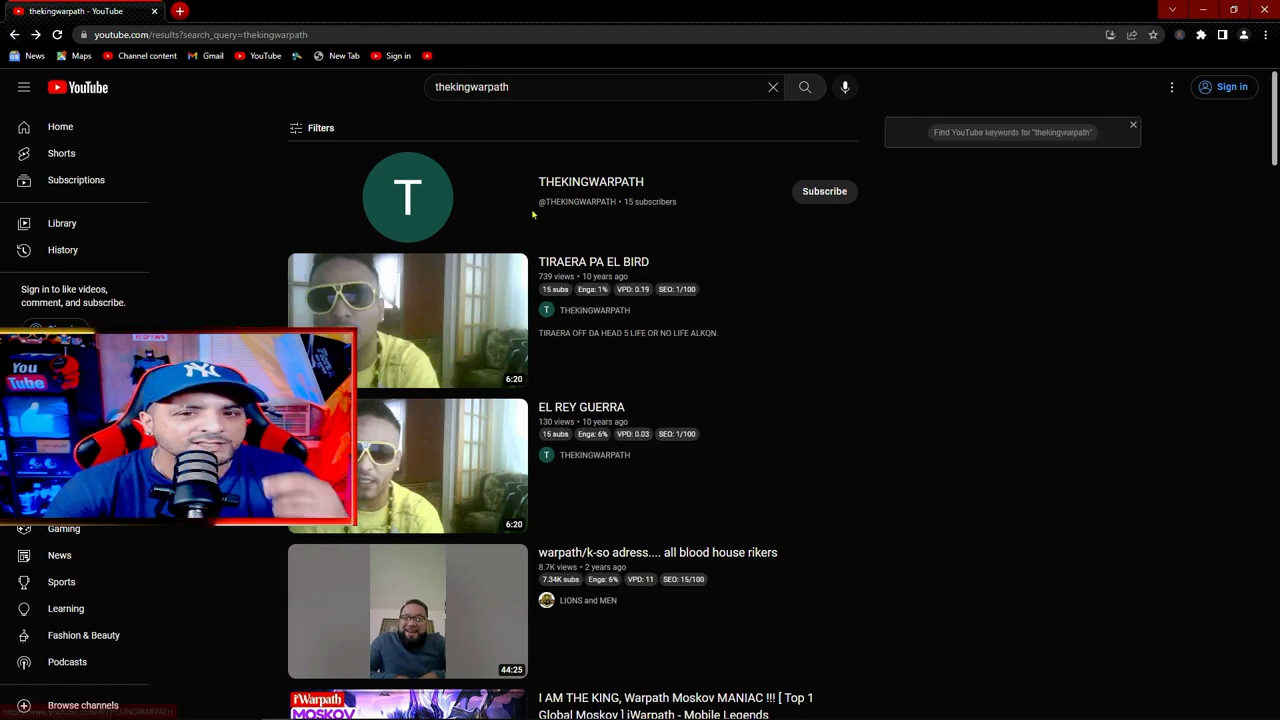 thekingwarpath - YouTube
youtube.com/results?search_query=thekingwarpath
News
Maps
Channel content
Gmail
YouTube
New Tab
Sign in
YouTube
thekingwarpath
Sign in
Home
Shorts
Subscriptions
Library
History
Sign in to like videos,
comment, and subscribe.
Filters
Find YouTube keywords for "thekingwarpath"
T
THEKINGWARPATH
@THEKINGWARPATH • 15 subscribers
Subscribe
TIRAERA PA EL BIRD
739 views • 10 years ago
15 subs
Enga: 1%
VPD: 0.19
SEO: 1/100
T
THEKINGWARPATH
TIRAERA OFF DA HEAD 5 LIFE OR NO LIFE ALKQN.
6:20
You
Tube
NY
EL REY GUERRA
130 views • 10 years ago
15 subs
Enga: 6%
VPD: 0.03
SEO: 1/100
T
THEKINGWARPATH
6:20
Gaming
News
Sports
Learning
Fashion & Beauty
Podcasts
Browse channels
warpath/k-so adress.... all blood house rikers
8.7K views • 2 years ago
7.34K subs
Enga: 6%
VPD: 11
SEO: 15/100
LIONS and MEN
44:25
iWarpath
MOSKOV
I AM THE KING, Warpath Moskov MANIAC !!! [ Top 1
Global Moskov ] iWarpath - Mobile Legends